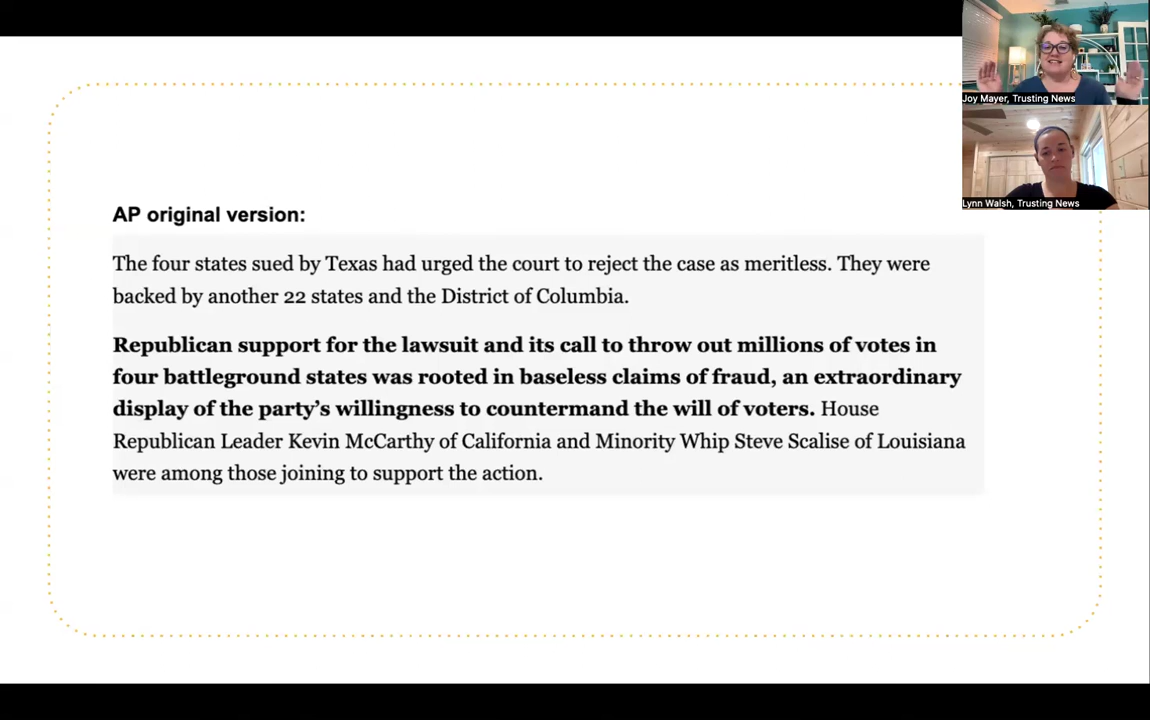 Joy Mayer, Trusting News
Lynn Walsh, Trusting News
AP original version:
The four states sued by Texas had urged the court to reject the case as meritless. They were
backed by another 22 states and the District of Columbia.
Republican support for the lawsuit and its call to throw out millions of votes in
four battleground states was rooted in baseless claims of fraud, an extraordinary
display of the party’s willingness to countermand the will of voters. House
Republican Leader Kevin McCarthy of California and Minority Whip Steve Scalise of Louisiana
were among those joining to support the action.